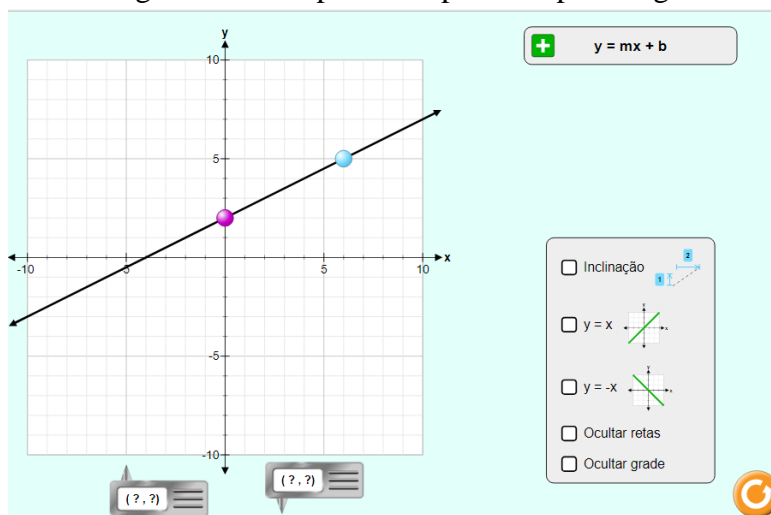 y
y = mx + b
10
5
-10
-5
5
10
x
-5
-10
Inclinação
2
1
y = x
y = -x
Ocultar retas
Ocultar grade
(?, ?)
(?, ?)